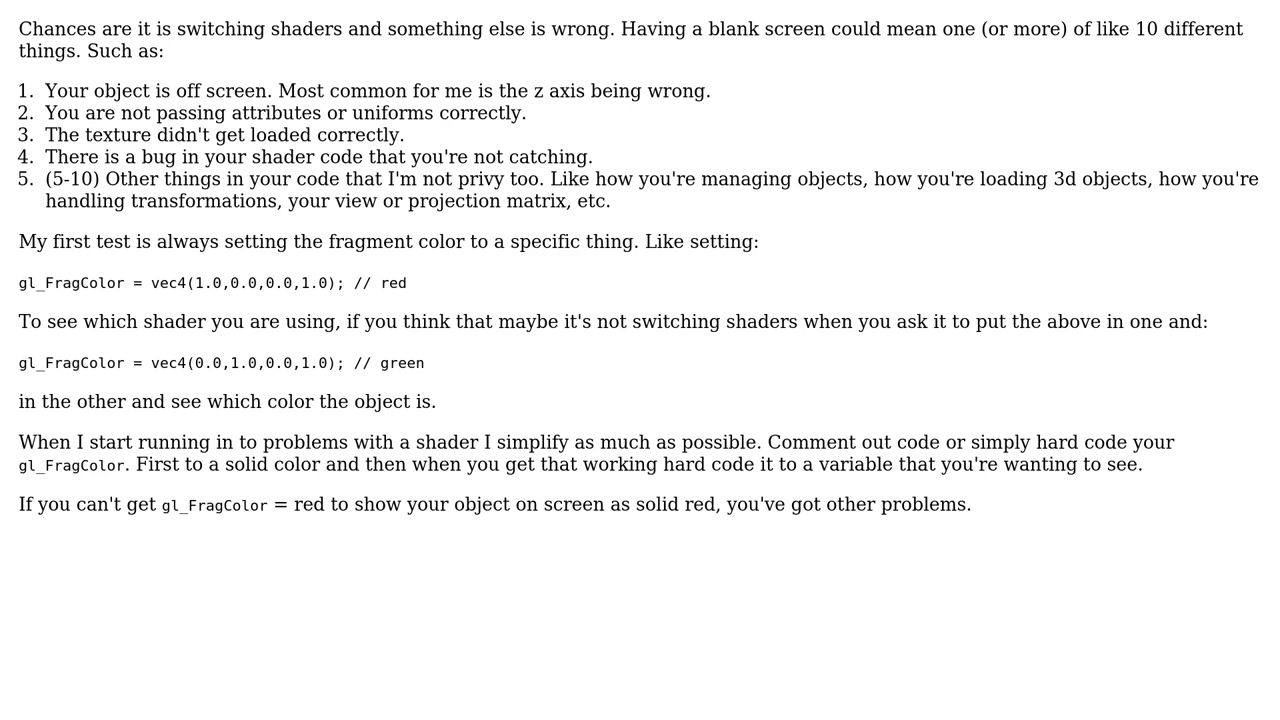 Chances are it is switching shaders and something else is wrong. Having a blank screen could mean one (or more) of like 10 different
things. Such as:
1. Your object is off screen. Most common for me is the z axis being wrong.
2. You are not passing attributes or uniforms correctly.
3. The texture didn't get loaded correctly.
4. There is a bug in your shader code that you're not catching.
5. (5-10) Other things in your code that I'm not privy too. Like how you're managing objects, how you're loading 3d objects, how you're
handling transformations, your view or projection matrix, etc.
My first test is always setting the fragment color to a specific thing. Like setting:
gl_FragColor = vec4(1.0,0.0,0.0,1.0); // red
To see which shader you are using, if you think that maybe it's not switching shaders when you ask it to put the above in one and:
gl_FragColor = vec4(0.0,1.0,0.0,1.0); // green
in the other and see which color the object is.
When I start running in to problems with a shader I simplify as much as possible. Comment out code or simply hard code your
gl_FragColor. First to a solid color and then when you get that working hard code it to a variable that you're wanting to see.
If you can't get gl_FragColor = red to show your object on screen as solid red, you've got other problems.